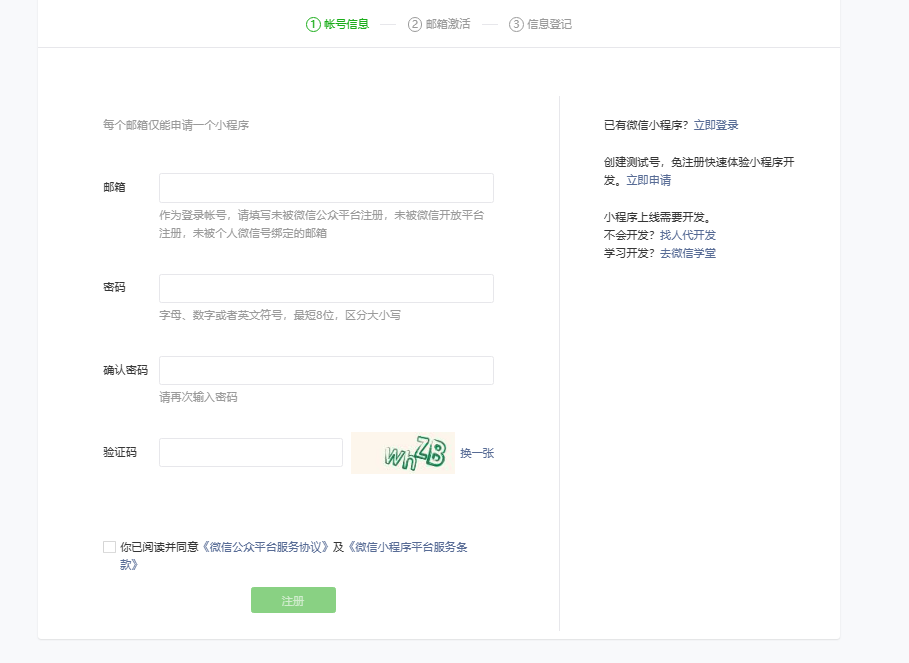 1 帐号信息 2 邮箱激活 3 信息登记
每个邮箱仅能申请一个小程序
邮箱
作为登录帐号，请填写未被微信公众平台注册，未被微信开放平台
注册，未被个人微信号绑定的邮箱
密码
字母、数字或者英文符号，最短8位，区分大小写
确认密码
请再次输入密码
验证码 WhZB 换一张
你已阅读并同意《微信公众平台服务协议》及《微信小程序平台服务条
款》
注册
已有微信小程序？立即登录
创建测试号，免注册快速体验小程序开
发。立即申请
小程序上线需要开发。
不会开发？找人代开发
学习开发？去微信学堂